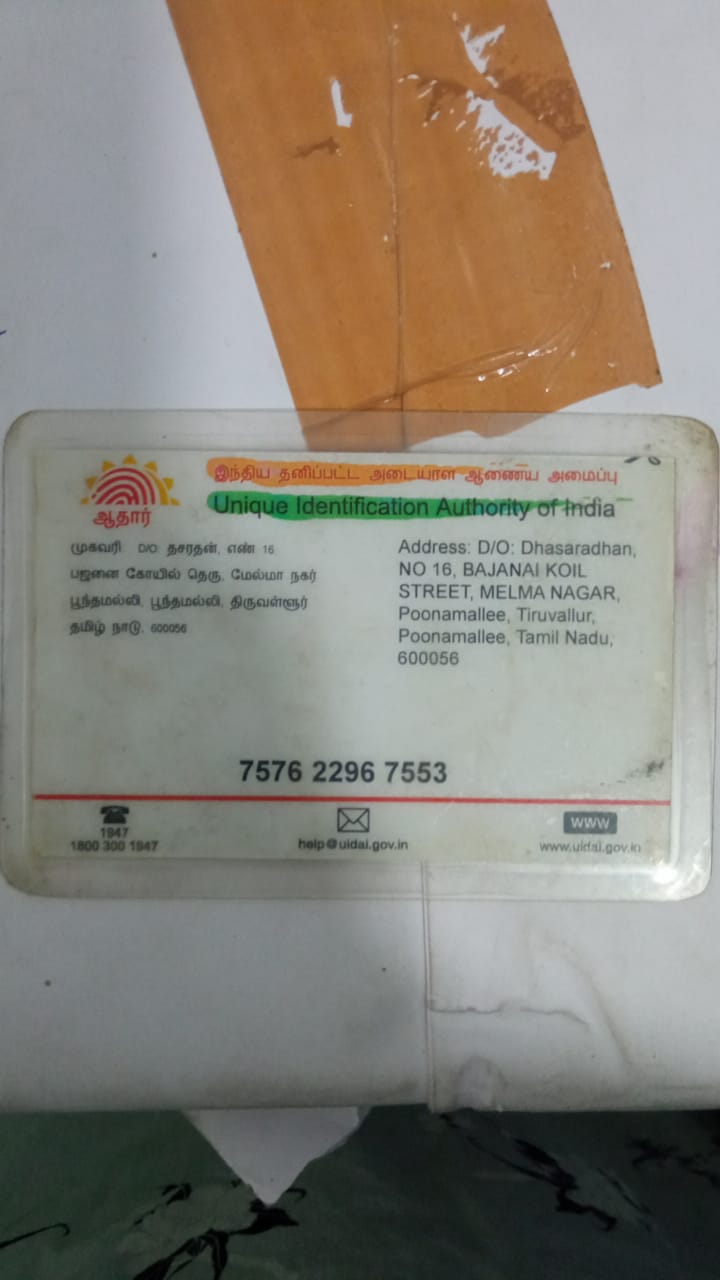 இந்திய தனிப்பட்ட அடையாள ஆணைய அமைப்பு
Unique Identification Authority of India
ஆதார்
முகவரி: D/O: தசரதன், எண் 16,
பஜனை கோயில் தெரு, மேல்மா நகர்
பூந்தமல்லி, பூந்தமல்லி, திருவள்ளூர்
தமிழ் நாடு, 600056
Address: D/O: Dhasaradhan,
NO 16, BAJANAI KOIL
STREET, MELMA NAGAR,
Poonamallee, Tiruvallur,
Poonamallee, Tamil Nadu,
600056
7576 2296 7553
1947
1800 300 1947
help@uidai.gov.in
www
www.uidai.gov.in